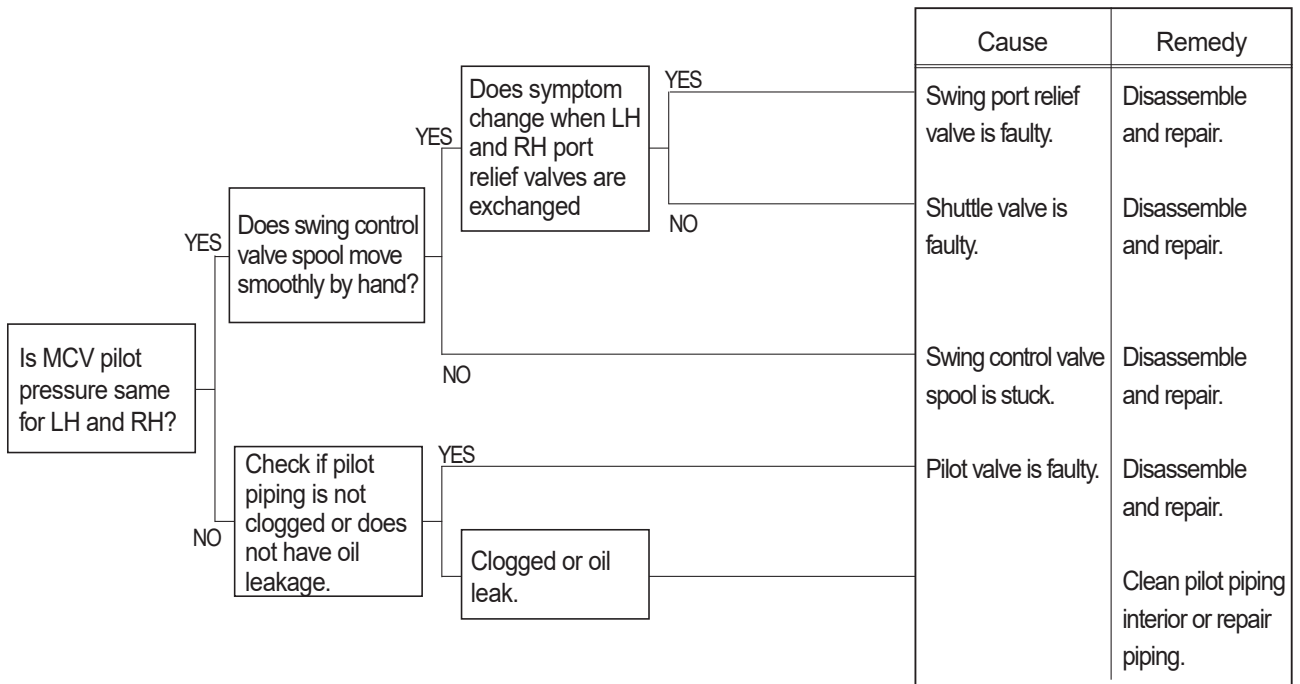 Cause
Remedy
YES
Does symptom
change when LH
and RH port
relief valves are
exchanged
YES
Swing port relief
valve is faulty.
Disassemble
and repair.
NO
Shuttle valve is
faulty.
Disassemble
and repair.
YES
Does swing control
valve spool move
smoothly by hand?
NO
Swing control valve
spool is stuck.
Disassemble
and repair.
Is MCV pilot
pressure same
for LH and RH?
NO
Check if pilot
piping is not
clogged or does
not have oil
leakage.
YES
Pilot valve is faulty.
Disassemble
and repair.
Clogged or oil
leak.
Clean pilot piping
interior or repair
piping.